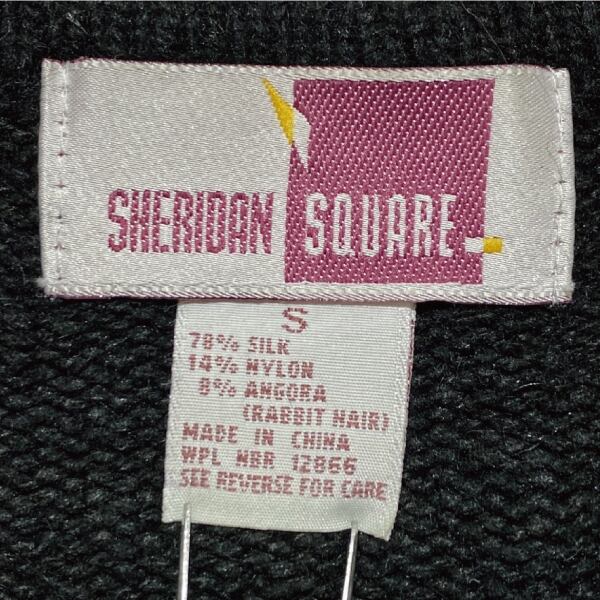 SHERIDAN SQUARE
S
78% SILK
14% NYLON
8% ANGORA
(RABBIT HAIR)
MADE IN CHINA
WPL NBR 12866
SEE REVERSE FOR CARE